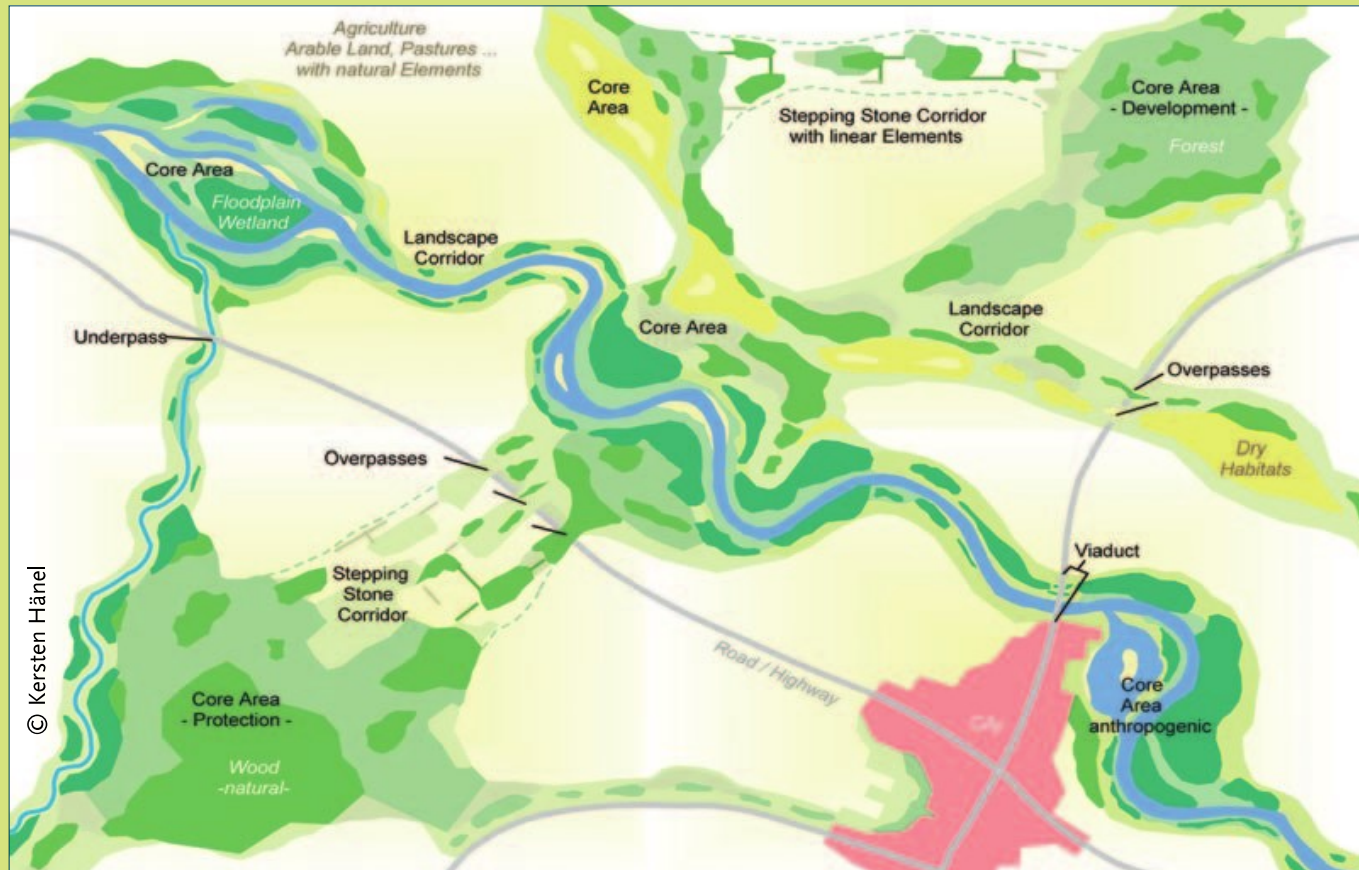 Agriculture
Arable Land, Pastures ...
with natural Elements
Core
Area
Stepping Stone Corridor
with linear Elements
Core Area
- Development -
Forest
Core Area
Floodplain
Wetland
Landscape
Corridor
Underpass
Core Area
Landscape
Corridor
Overpasses
Dry
Habitats
Overpasses
Stepping
Stone
Corridor
Viaduct
Road / Highway
City
Core
Area
anthropogenic
Core Area
- Protection -
Wood
-natural-
© Kersten Hänel